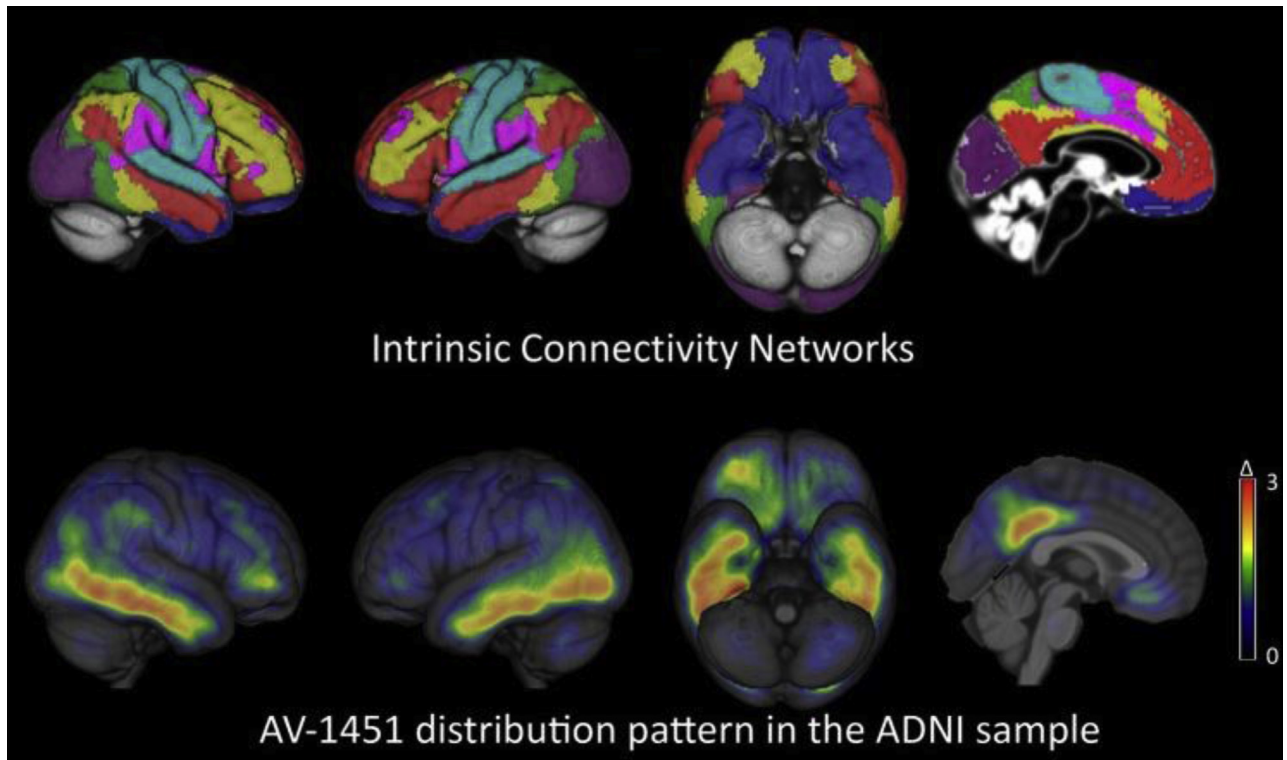 Intrinsic Connectivity Networks
Δ
3
0
AV-1451 distribution pattern in the ADNI sample